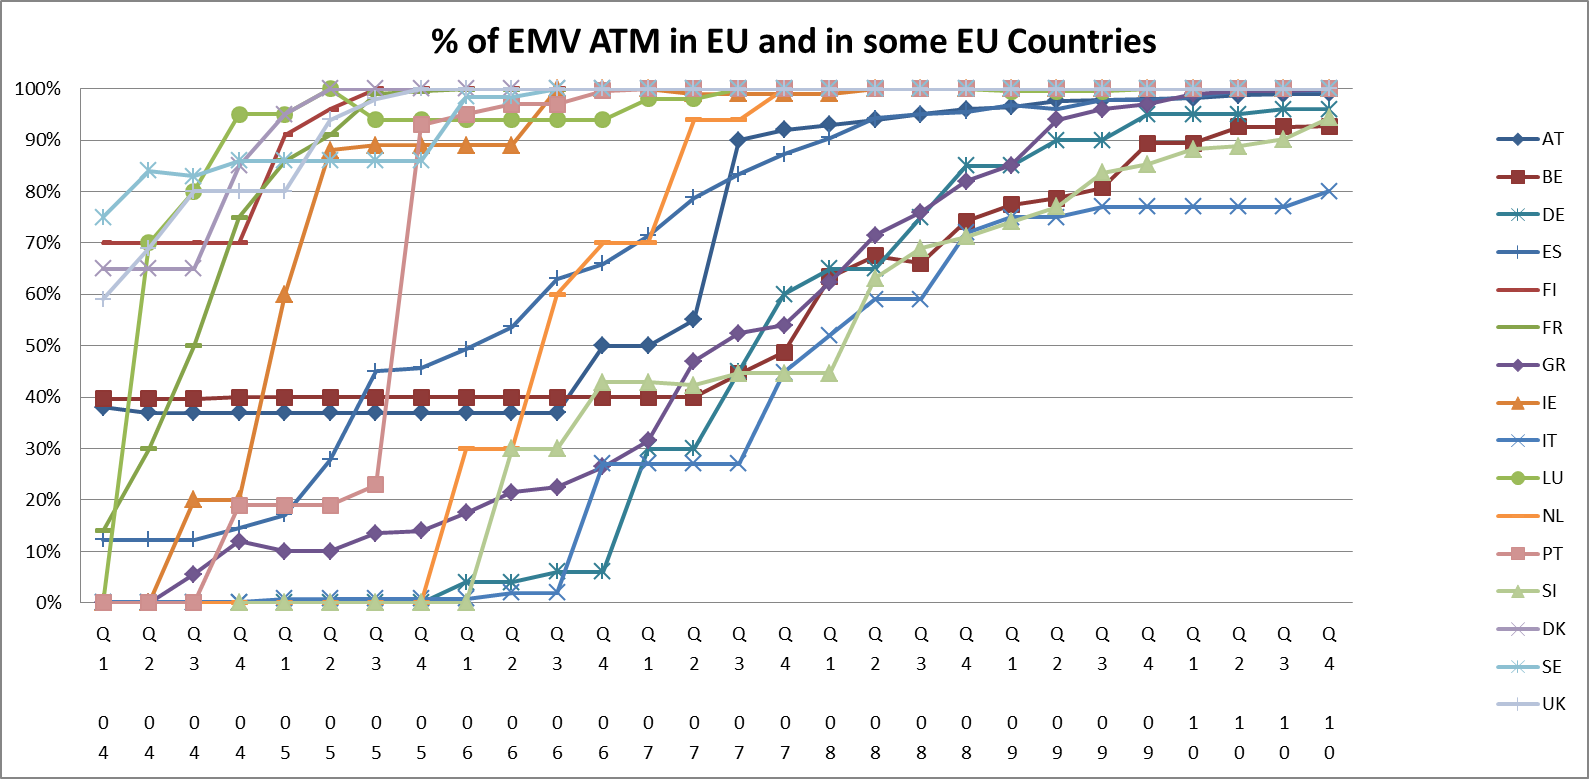 % of EMV ATM in EU and in some EU Countries
100%
90%
80%
70%
60%
50%
40%
30%
20%
10%
0%
Q1 04
Q2 04
Q3 04
Q4 04
Q1 05
Q2 05
Q3 05
Q4 05
Q1 06
Q2 06
Q3 06
Q4 06
Q1 07
Q2 07
Q3 07
Q4 07
Q1 08
Q2 08
Q3 08
Q4 08
Q1 09
Q2 09
Q3 09
Q4 09
Q1 10
Q2 10
Q3 10
Q4 10
AT
BE
DE
ES
FI
FR
GR
IE
IT
LU
NL
PT
SI
DK
SE
UK